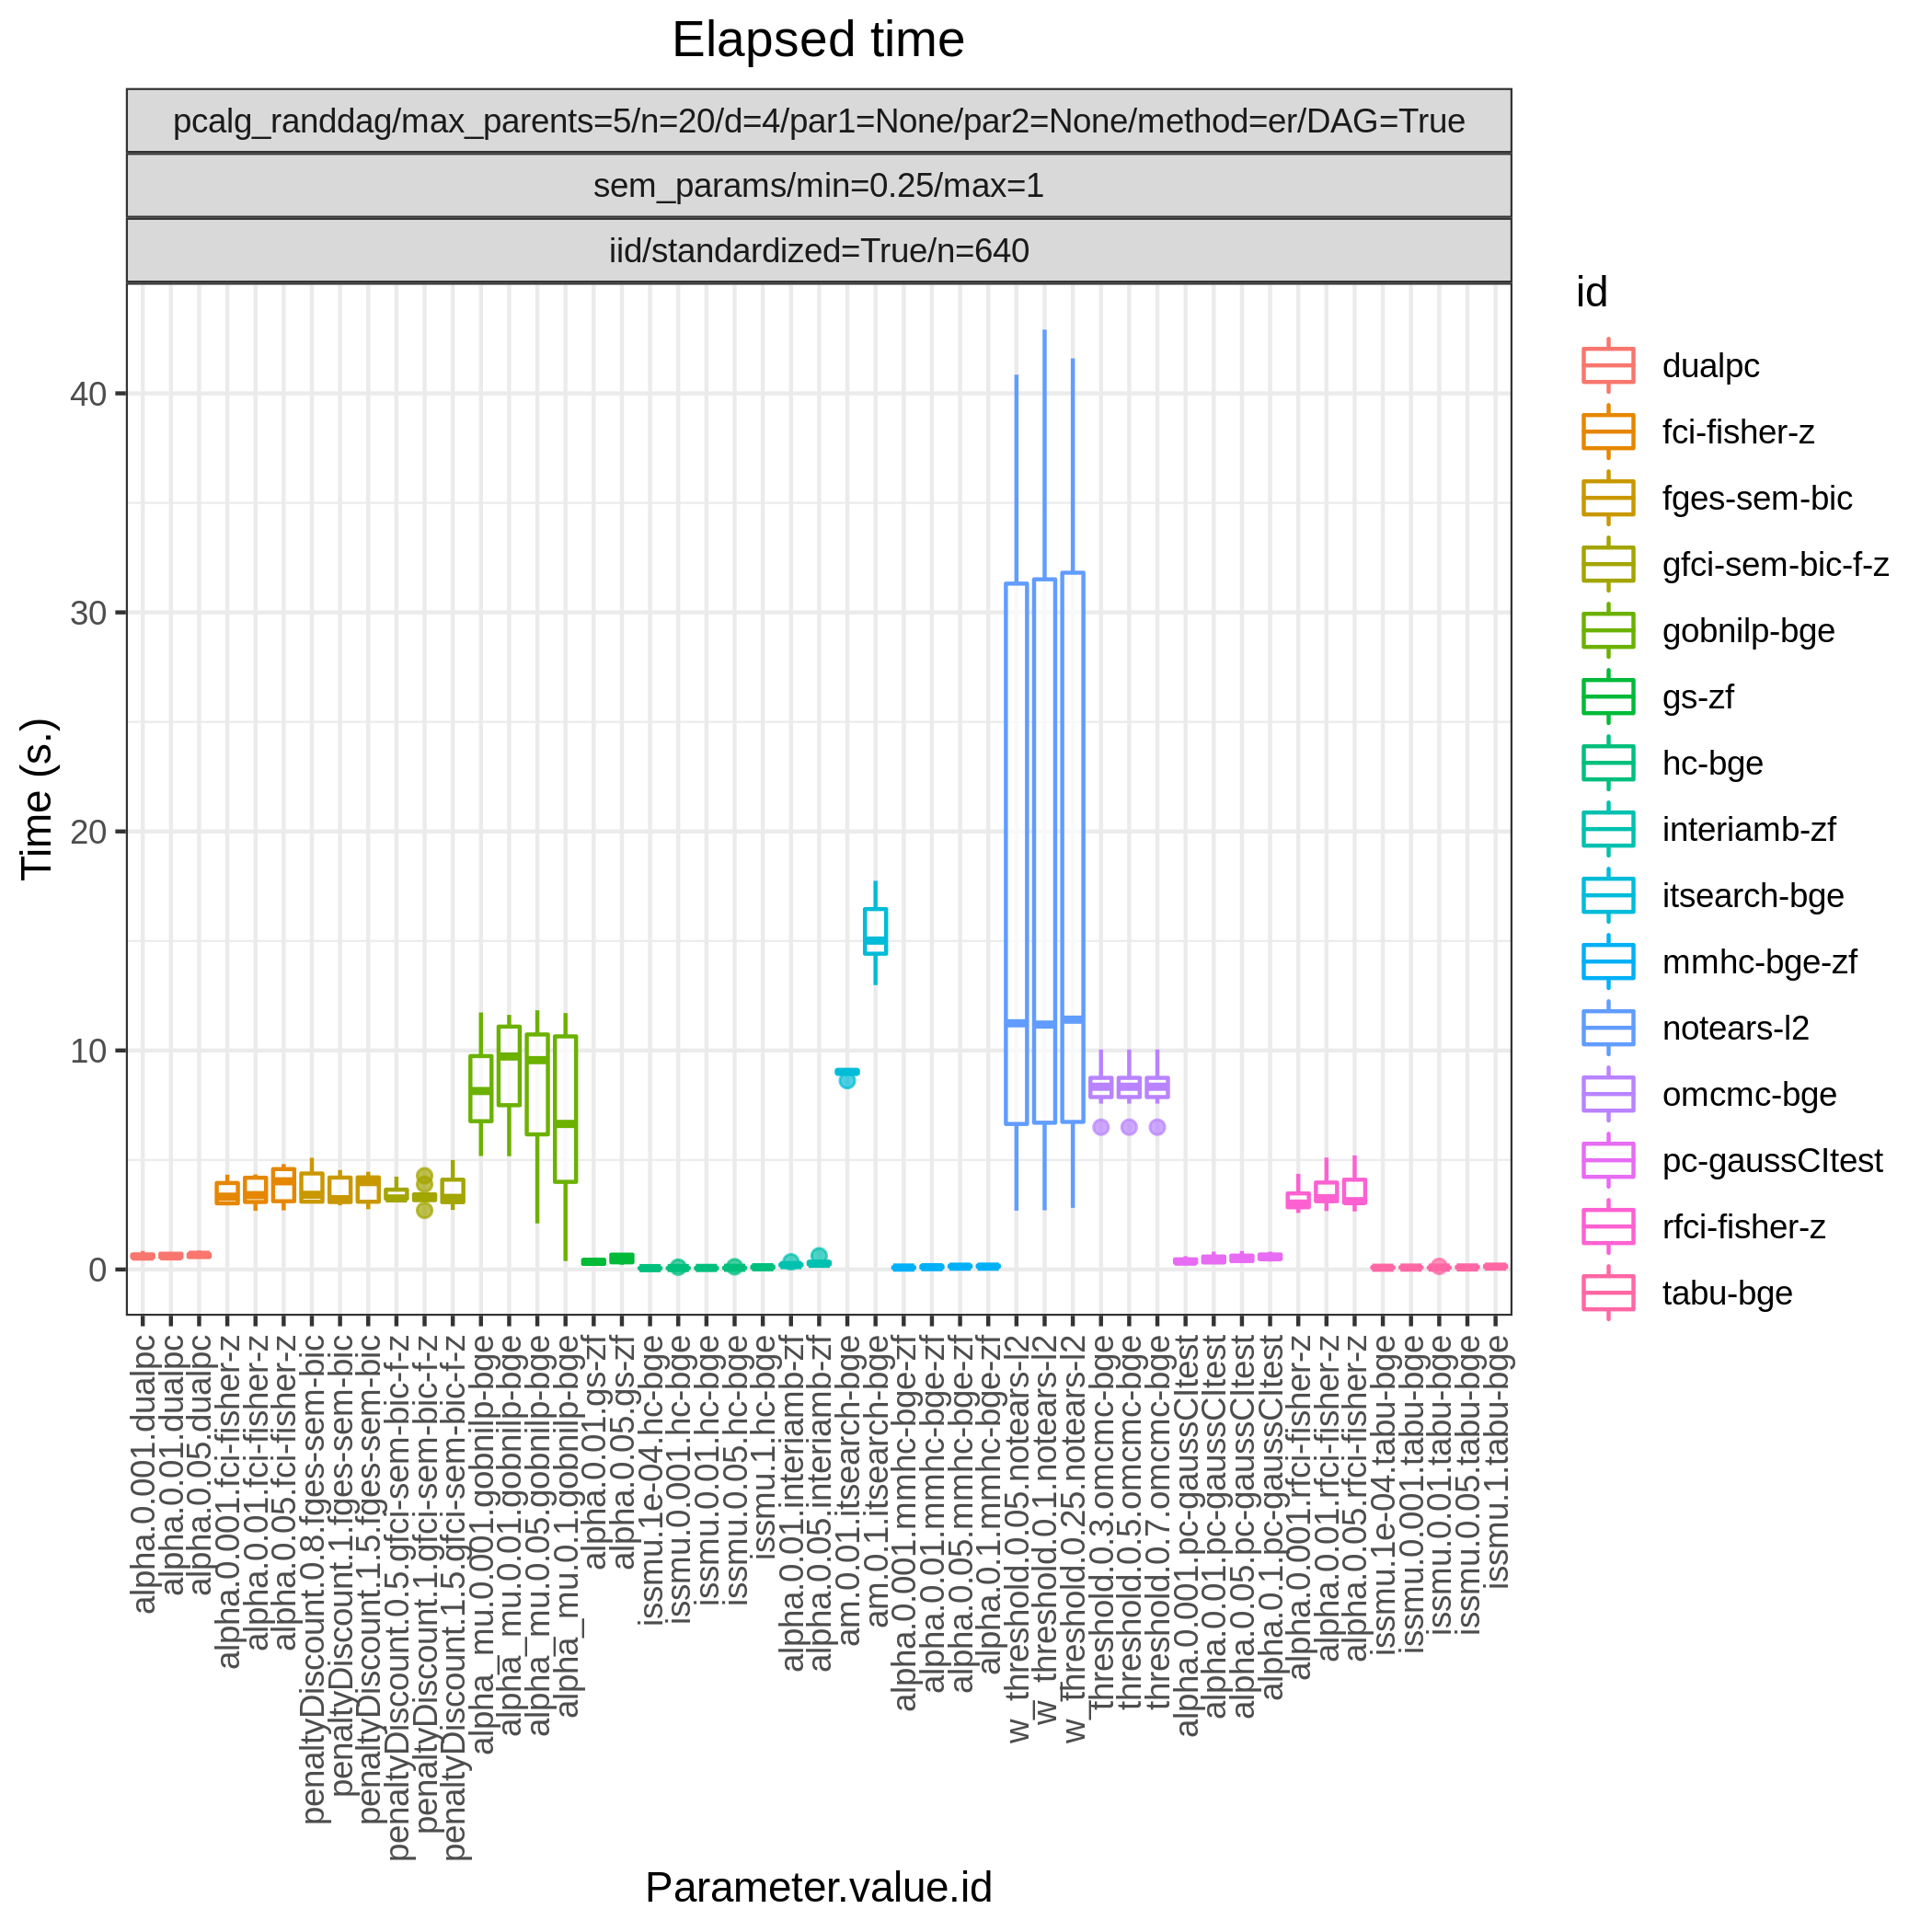 Elapsed time
pcalg_randdag/max_parents=5/n=20/d=4/par1=None/par2=None/method=er/DAG=True
sem_params/min=0.25/max=1
iid/standardized=True/n=640
Time (s.)
40
30
20
10
0
alpha.0.001.dualpc
alpha.0.01.dualpc
alpha.0.05.dualpc
alpha.0.001.fci-fisher-z
alpha.0.01.fci-fisher-z
alpha.0.05.fci-fisher-z
penaltyDiscount.0.8.fges-sem-bic
penaltyDiscount.1.fges-sem-bic
penaltyDiscount.1.5.fges-sem-bic
penaltyDiscount.0.5.gfci-sem-bic-f-z
penaltyDiscount.1.gfci-sem-bic-f-z
penaltyDiscount.1.5.gfci-sem-bic-f-z
alpha_mu.0.001.gobnilp-bge
alpha_mu.0.01.gobnilp-bge
alpha_mu.0.05.gobnilp-bge
alpha_mu.0.1.gobnilp-bge
alpha.0.01.gs-zf
alpha.0.05.gs-zf
issmu.1e-04.hc-bge
issmu.0.001.hc-bge
issmu.0.01.hc-bge
issmu.0.05.hc-bge
issmu.1.hc-bge
alpha.0.01.interiamb-zf
alpha.0.05.interiamb-zf
am.0.01.itsearch-bge
am.0.1.itsearch-bge
alpha.0.001.mmhc-bge-zf
alpha.0.01.mmhc-bge-zf
alpha.0.05.mmhc-bge-zf
alpha.0.1.mmhc-bge-zf
w_threshold.0.05.notears-l2
w_threshold.0.1.notears-l2
w_threshold.0.25.notears-l2
threshold.0.3.omcmc-bge
threshold.0.5.omcmc-bge
threshold.0.7.omcmc-bge
alpha.0.001.pc-gaussCItest
alpha.0.01.pc-gaussCItest
alpha.0.05.pc-gaussCItest
alpha.0.1.pc-gaussCItest
alpha.0.001.rfci-fisher-z
alpha.0.01.rfci-fisher-z
alpha.0.05.rfci-fisher-z
issmu.1e-04.tabu-bge
issmu.0.001.tabu-bge
issmu.0.01.tabu-bge
issmu.0.05.tabu-bge
issmu.1.tabu-bge
Parameter.value.id
id
dualpc
fci-fisher-z
fges-sem-bic
gfci-sem-bic-f-z
gobnilp-bge
gs-zf
hc-bge
interiamb-zf
itsearch-bge
mmhc-bge-zf
notears-l2
omcmc-bge
pc-gaussCItest
rfci-fisher-z
tabu-bge